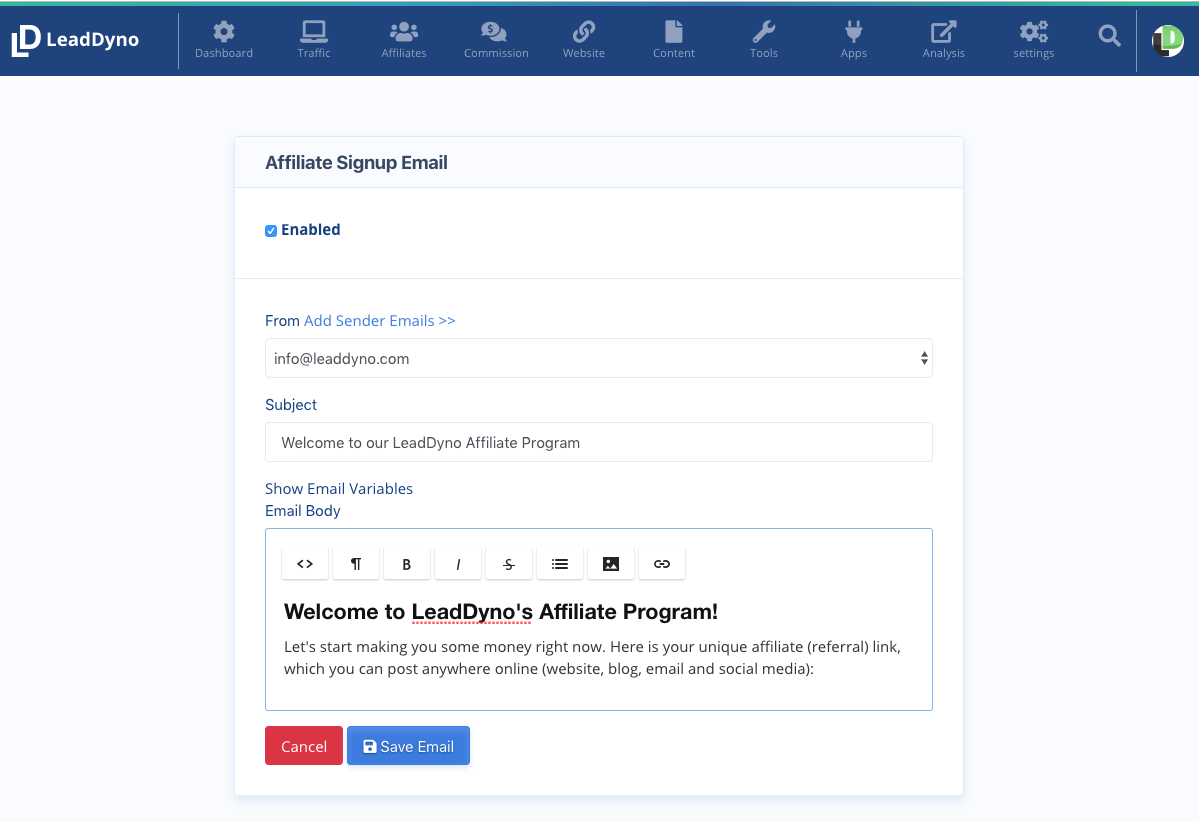 LeadDyno
Dashboard Traffic Affiliates Commission Website Content Tools Apps Analysis settings
Affiliate Signup Email
Enabled
From Add Sender Emails >>
info@leaddyno.com
Subject
Welcome to our LeadDyno Affiliate Program
Show Email Variables
Email Body
<> ¶ B I S
Welcome to LeadDyno's Affiliate Program!
Let's start making you some money right now. Here is your unique affiliate (referral) link,
which you can post anywhere online (website, blog, email and social media):
Cancel Save Email